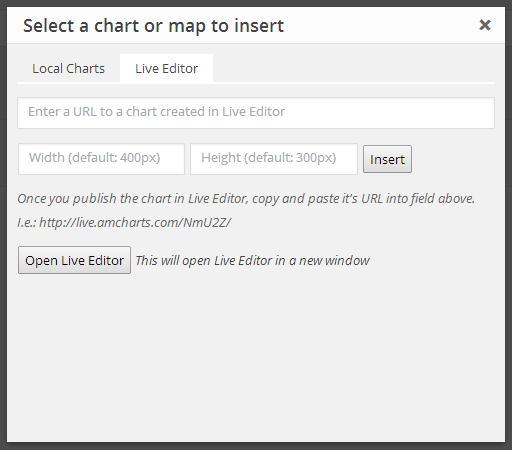 Select a chart or map to insert ✖
Local Charts Live Editor
Enter a URL to a chart created in Live Editor
Width (default: 400px) Height (default: 300px) Insert
Once you publish the chart in Live Editor, copy and paste it's URL into field above.
I.e.: http://live.amcharts.com/NmU2Z/
Open Live Editor This will open Live Editor in a new window